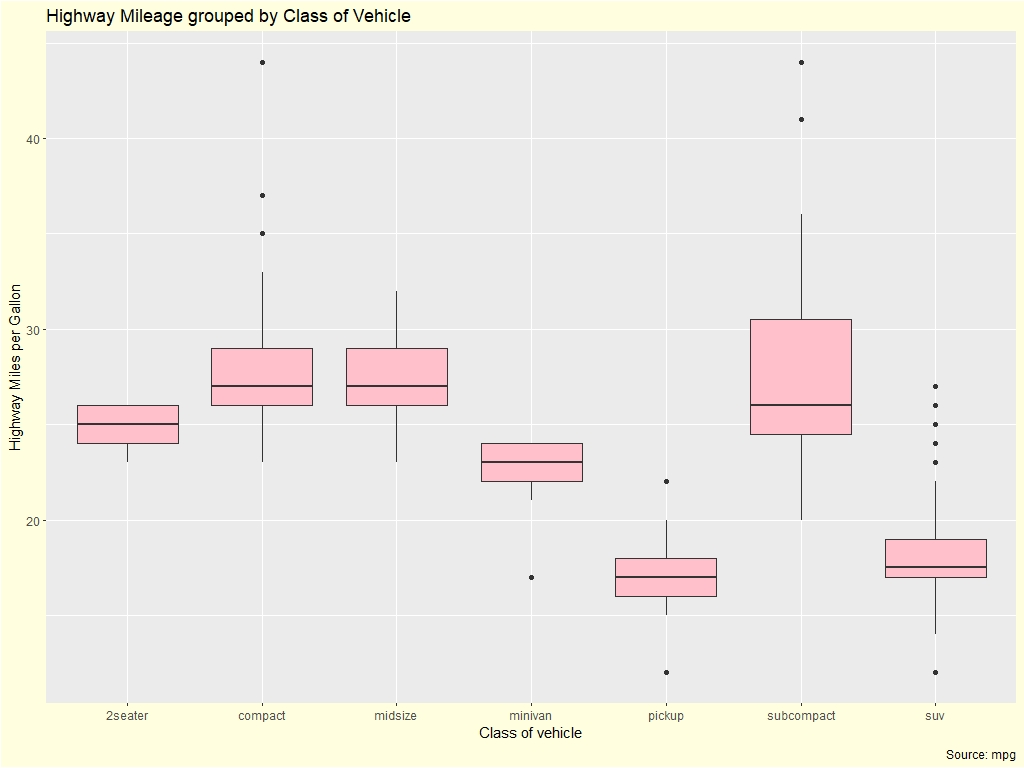 Highway Mileage grouped by Class of Vehicle
Highway Miles per Gallon
40
30
20
2seater compact midsize minivan pickup subcompact suv
Class of vehicle
Source: mpg